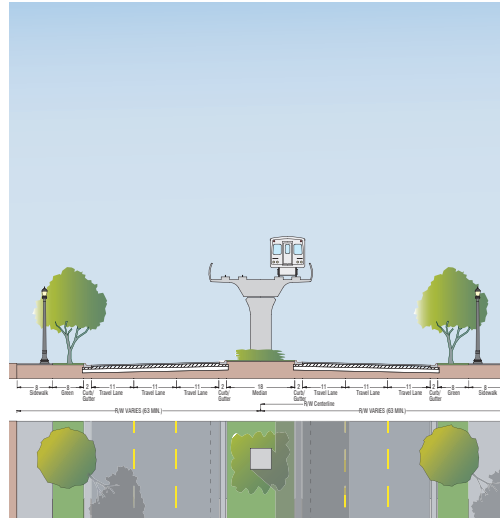 8 8 2 11 11 11 2 18 2 11 11 11 2 8 8
Sidewalk Green Curb/ Gutter Travel Lane Travel Lane Travel Lane Curb/ Gutter Median Curb/ Gutter Travel Lane Travel Lane Travel Lane Curb/ Gutter Green Sidewalk
R/W Centerline
R/W VARIES (63 MIN.) R/W VARIES (63 MIN.)